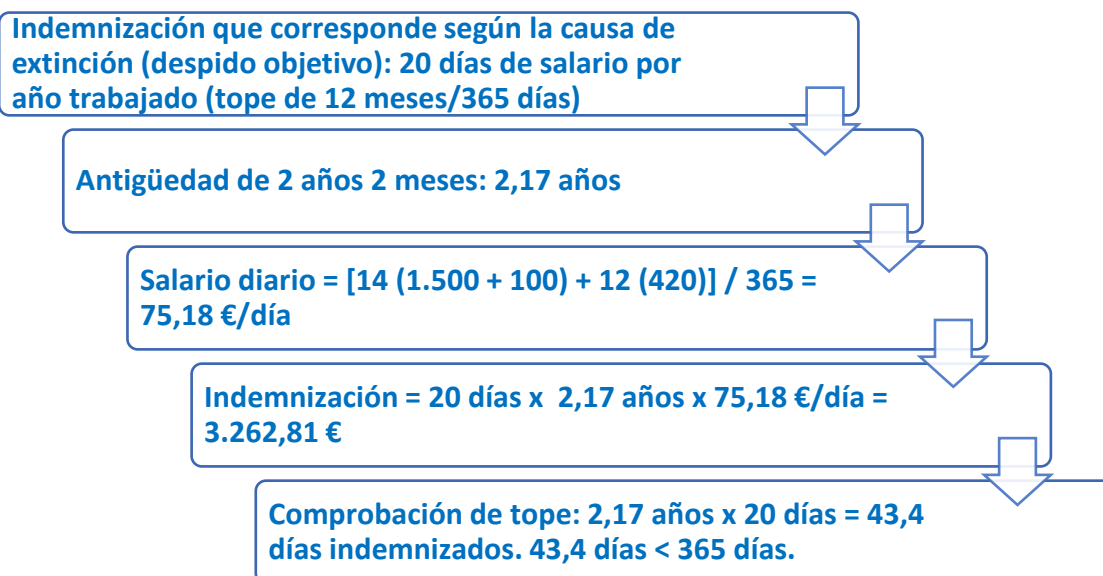 Indemnización que corresponde según la causa de
extinción (despido objetivo): 20 días de salario por
año trabajado (tope de 12 meses/365 días)
Antigüedad de 2 años 2 meses: 2,17 años
Salario diario = [14 (1.500 + 100) + 12 (420)] / 365 =
75,18 €/día
Indemnización = 20 días x 2,17 años x 75,18 €/día =
3.262,81 €
Comprobación de tope: 2,17 años x 20 días = 43,4
días indemnizados. 43,4 días < 365 días.